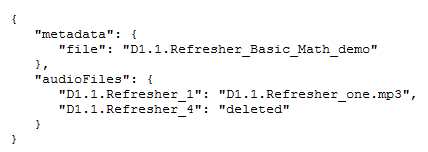 {
"metadata": {
"file": "D1.1.Refresher_Basic_Math_demo"
},
"audioFiles": {
"D1.1.Refresher_1": "D1.1.Refresher_one.mp3",
"D1.1.Refresher_4": "deleted"
}
}